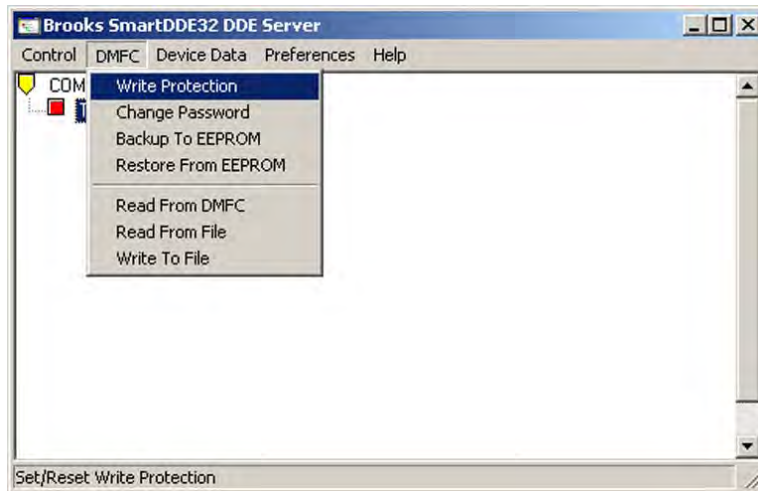 Brooks SmartDDE32 DDE Server
Control DMFC Device Data Preferences Help
COM
Write Protection
Change Password
Backup To EEPROM
Restore From EEPROM
Read From DMFC
Read From File
Write To File
Set/Reset Write Protection